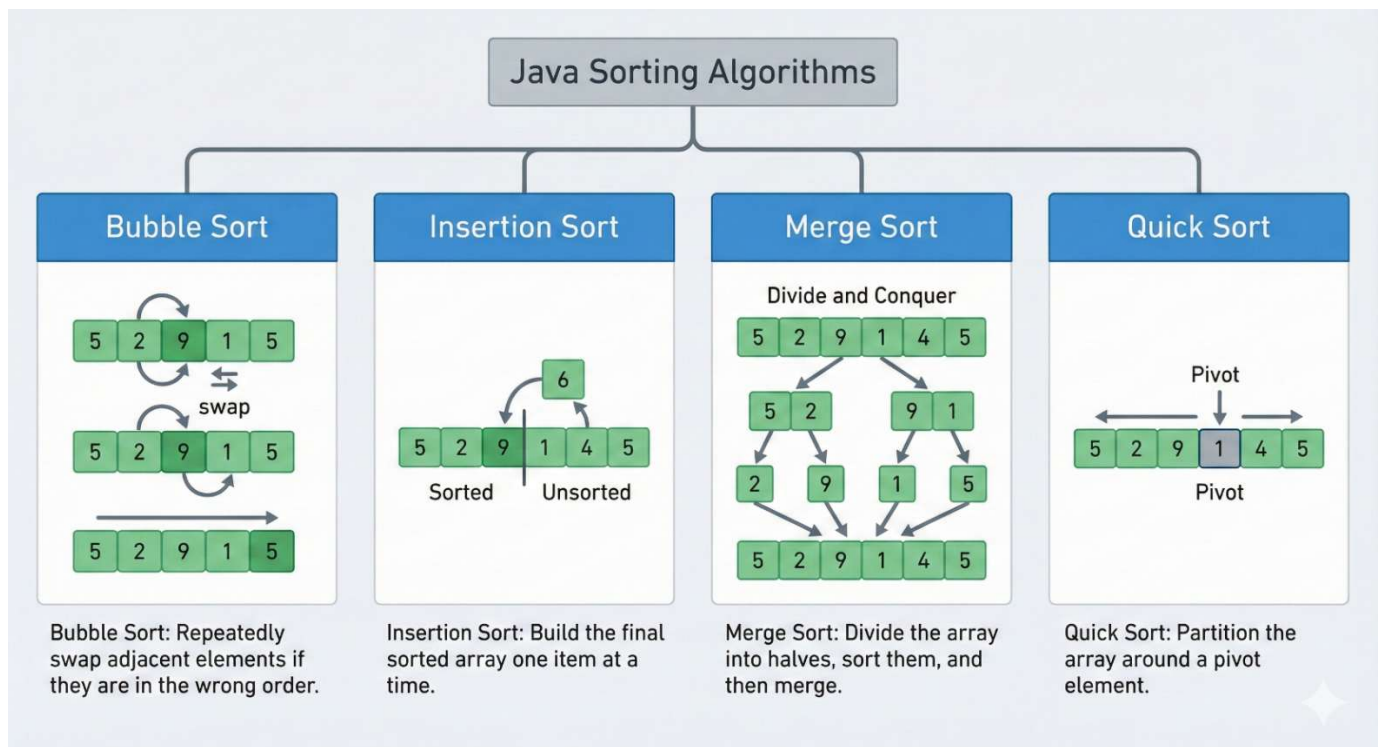 Java Sorting Algorithms
Bubble Sort
5 2 9 1 5
swap
5 2 9 1 5
5 2 9 1 5
Bubble Sort: Repeatedly
swap adjacent elements if
they are in the wrong order.
Insertion Sort
6
5 2 9 1 4 5
Sorted Unsorted
Insertion Sort: Build the final
sorted array one item at a
time.
Merge Sort
Divide and Conquer
5 2 9 1 4 5
5 2 9 1
2 9 1 5
5 2 9 1 4 5
Merge Sort: Divide the array
into halves, sort them, and
then merge.
Quick Sort
Pivot
5 2 9 1 4 5
Pivot
Quick Sort: Partition the
array around a pivot
element.